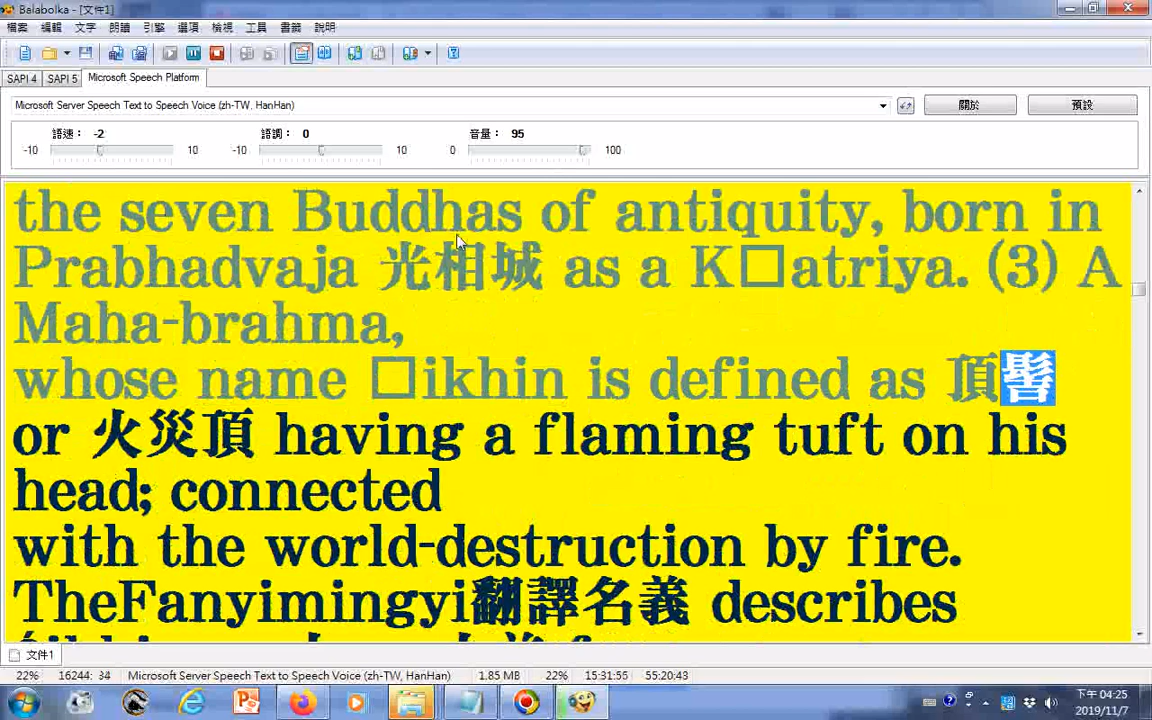 Balabolka - [文件1]
檔案 編輯 文字 朗讀 引擎 選項 檢視 工具 書籤 說明
SAPI 4 SAPI 5 Microsoft Speech Platform
Microsoft Server Speech Text to Speech Voice (zh-TW, HanHan) 關於 預設
語速： -2 語調： 0 音量： 95
-10 10 -10 10 0 100
the seven Buddhas of antiquity, born in
Prabhadvaja 光相城 as a K□atriya. (3) A
Maha-brahma,
whose name □ikhin is defined as 頂髻
or 火災頂 having a flaming tuft on his
head; connected
with the world-destruction by fire.
TheFanyimingyi翻譯名義 describes
文件1
22% 16244: 34 Microsoft Server Speech Text to Speech Voice (zh-TW, HanHan) 1.85 MB 22% 15:31:55 55:20:43
下午 04:25
2019/11/7